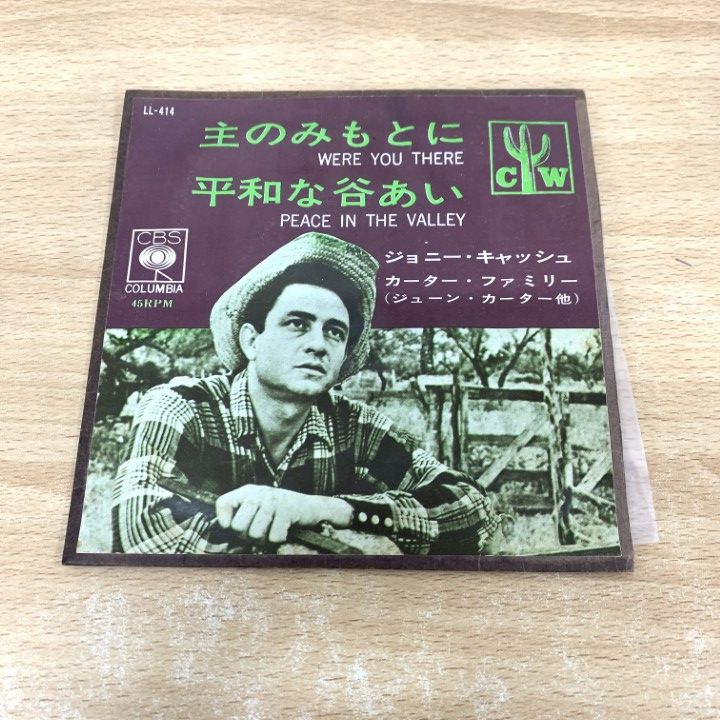 LL-414
主のみもとに
WERE YOU THERE
平和な谷あい
PEACE IN THE VALLEY
C W
CBS
COLUMBIA
45RPM
ジョニー・キャッシュ
カーター・ファミリー
(ジューン・カーター他)